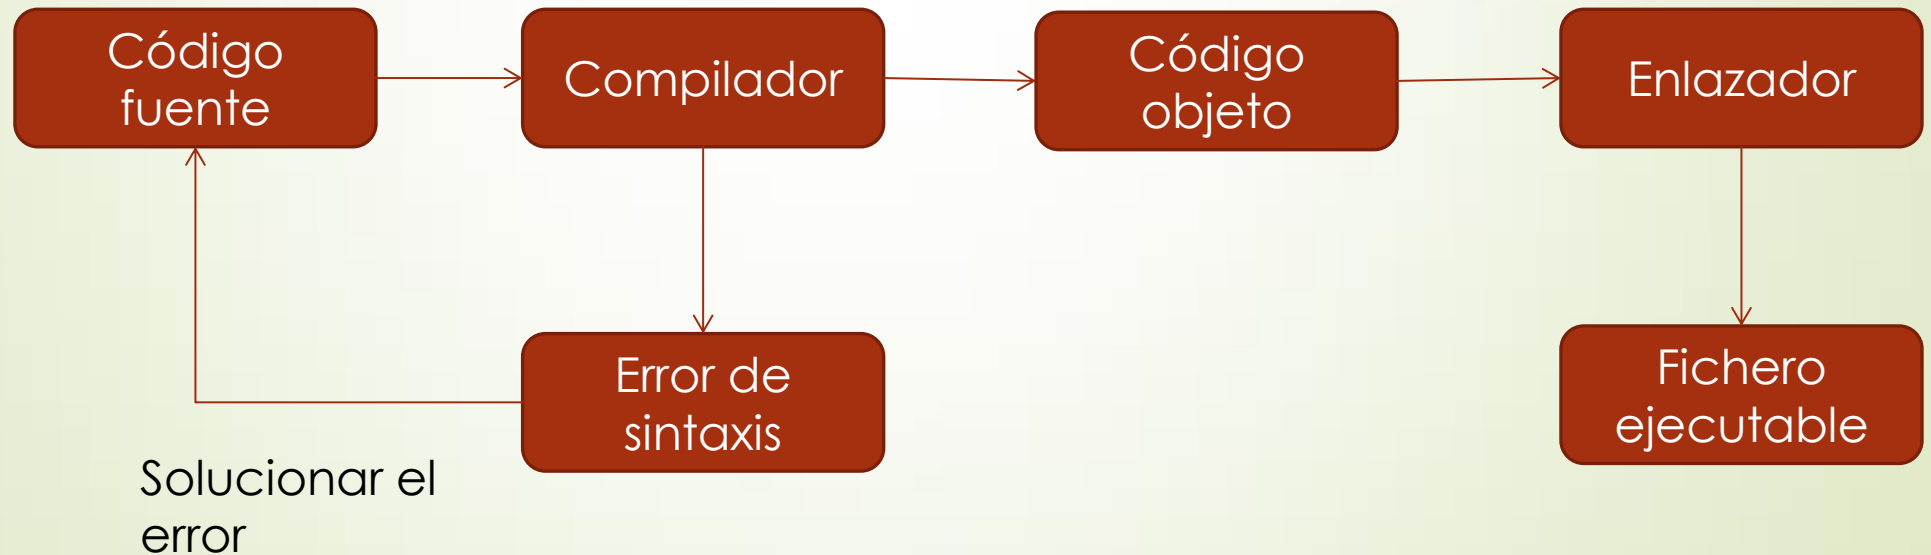 Código
fuente
Compilador
Código
objeto
Enlazador
Error de
sintaxis
Fichero
ejecutable
Solucionar el
error